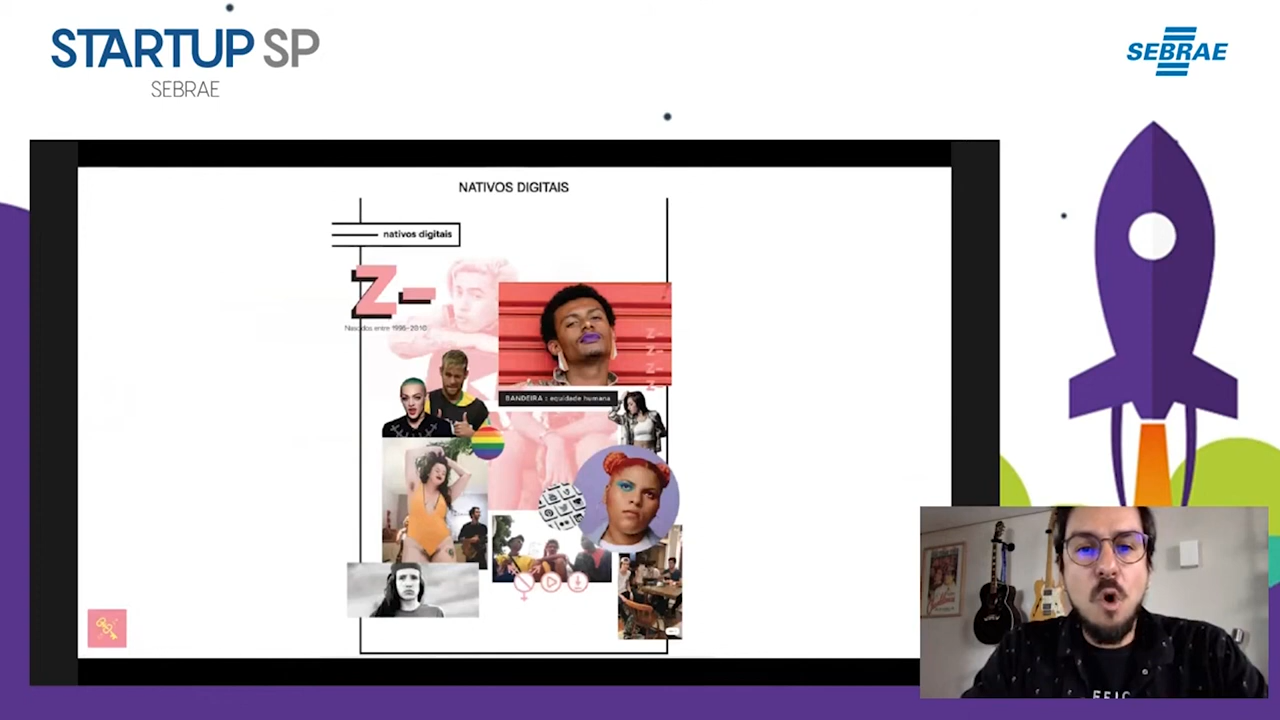 STARTUP SP
SEBRAE
SEBRAE
NATIVOS DIGITAIS
nativos digitais
Z-
Nascidos entre 1995-2010
Z-
Z-
Z-
Z-
BANDEIRA : equidade humana